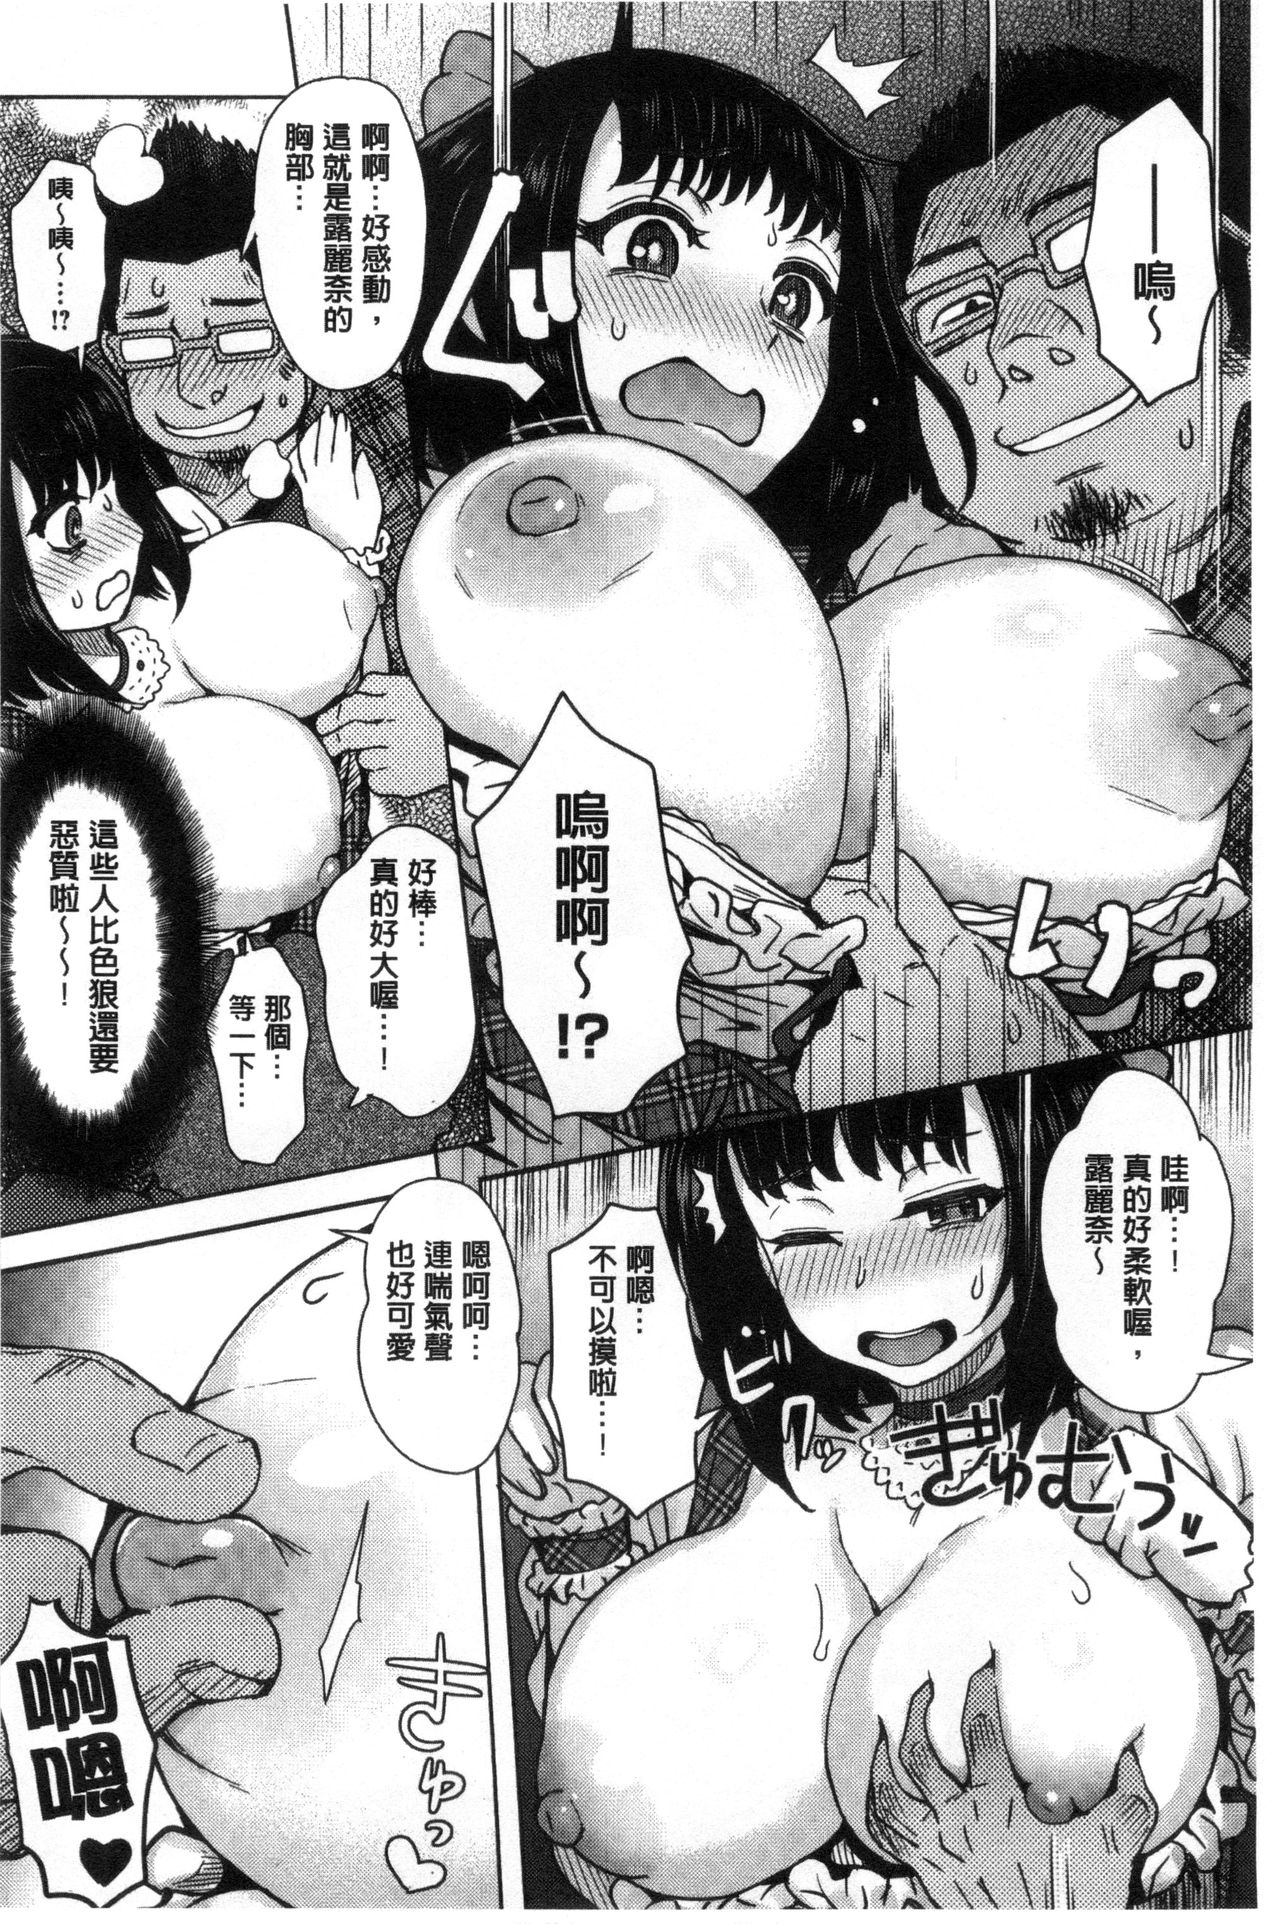 ——嗚～
啊啊…好感動，
這就是露麗奈的
胸部…
咦～咦～…!?
嗚啊啊～!?
好棒…
真的好大喔…！
那個…
等一下…
這些人比色狼還要
惡質啦～～！
哇啊…！
真的好柔軟喔，
露麗奈～
ぎゅむぅっ
ビクッ
啊嗯…
不可以摸啦…！
嗯呵呵…
連喘氣聲
也好可愛
ぎゅっ
啊嗯♥